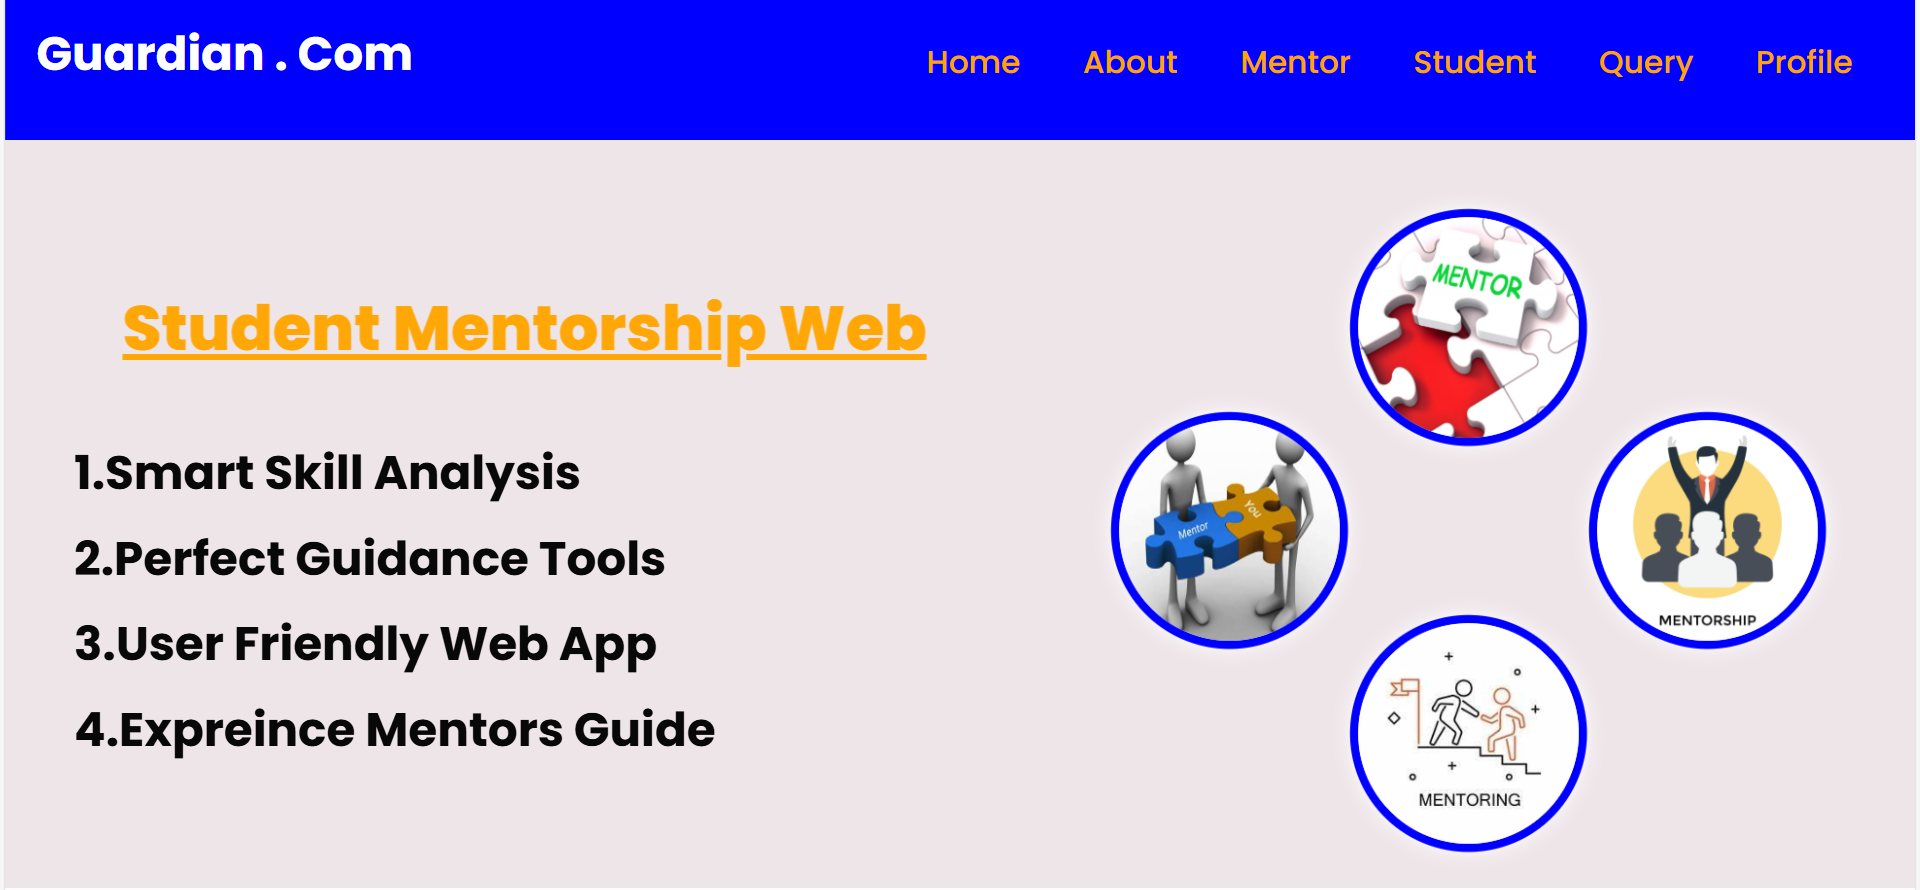 Guardian . Com
Home About Mentor Student Query Profile
Student Mentorship Web
1.Smart Skill Analysis
2.Perfect Guidance Tools
3.User Friendly Web App
4.Expreince Mentors Guide
MENTOR
Mentor You
MENTORSHIP
MENTORING